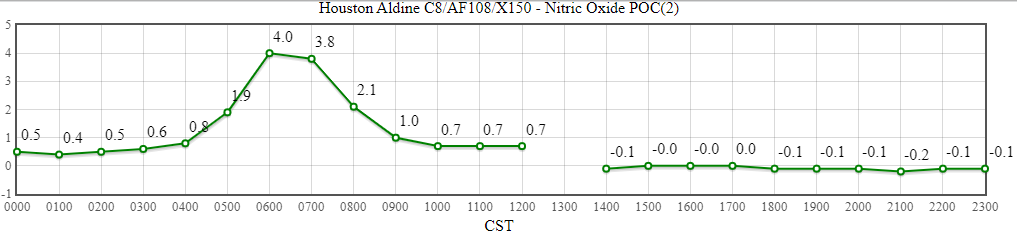 Houston Aldine C8/AF108/X150 - Nitric Oxide POC(2)
5
4
3
2
1
0
-1
0.5 0.4 0.5 0.6 0.8 1.9 4.0 3.8 2.1 1.0 0.7 0.7 0.7 -0.1 -0.0 -0.0 0.0 -0.1 -0.1 -0.1 -0.2 -0.1 -0.1
0000 0100 0200 0300 0400 0500 0600 0700 0800 0900 1000 1100 1200 1300 1400 1500 1600 1700 1800 1900 2000 2100 2200 2300
CST